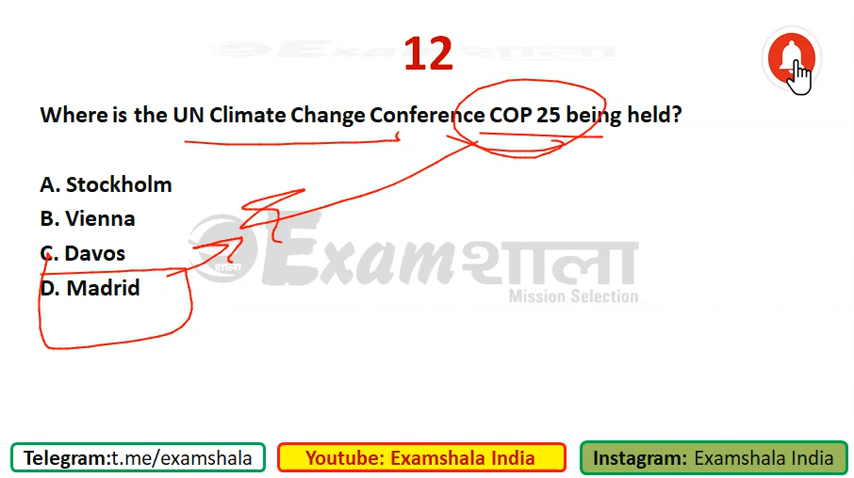 12
Where is the UN Climate Change Conference COP 25 being held?
A. Stockholm
B. Vienna
C. Davos
D. Madrid
शाला Examशाला
Mission Selection
Telegram:t.me/examshala
Youtube: Examshala India
Instagram: Examshala India